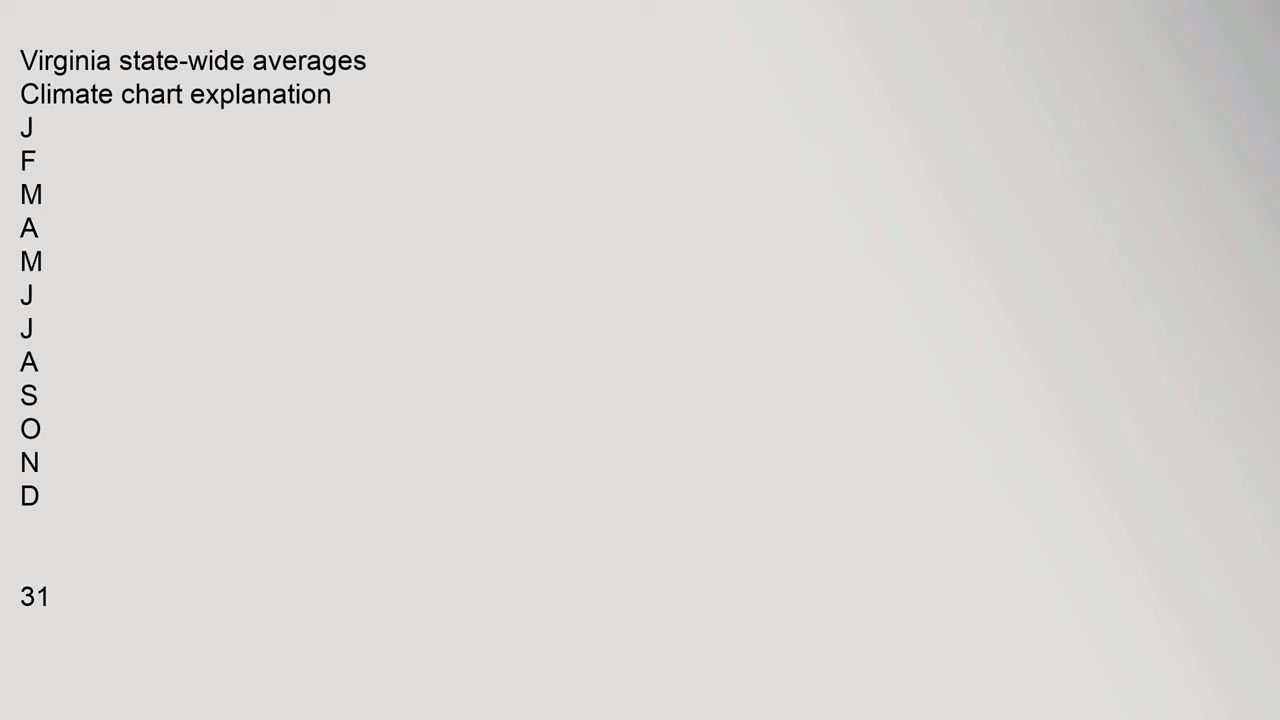 Virginia state-wide averages
Climate chart explanation
J
F
M
A
M
J
J
A
S
O
N
D
31